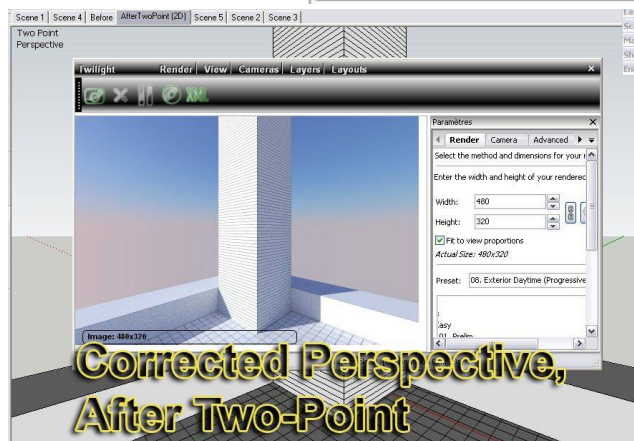 Scene 1 Scene 4 Before AfterTwoPoint (2D) Scene 5 Scene 2 Scene 3
Two Point
Perspective
Twilight Render View Cameras Layers Layouts X
XML
Paramètres X
Render Camera Advanced
Select the method and dimensions for your r
Enter the width and height of your rendered
Width: 480
Height: 320
Fit to view proportions
Actual Size: 480x320
Preset: 08. Exterior Daytime (Progressive
Easy
01. Prelim
Image: 480x320
Corrected Perspective,
After Two-Point